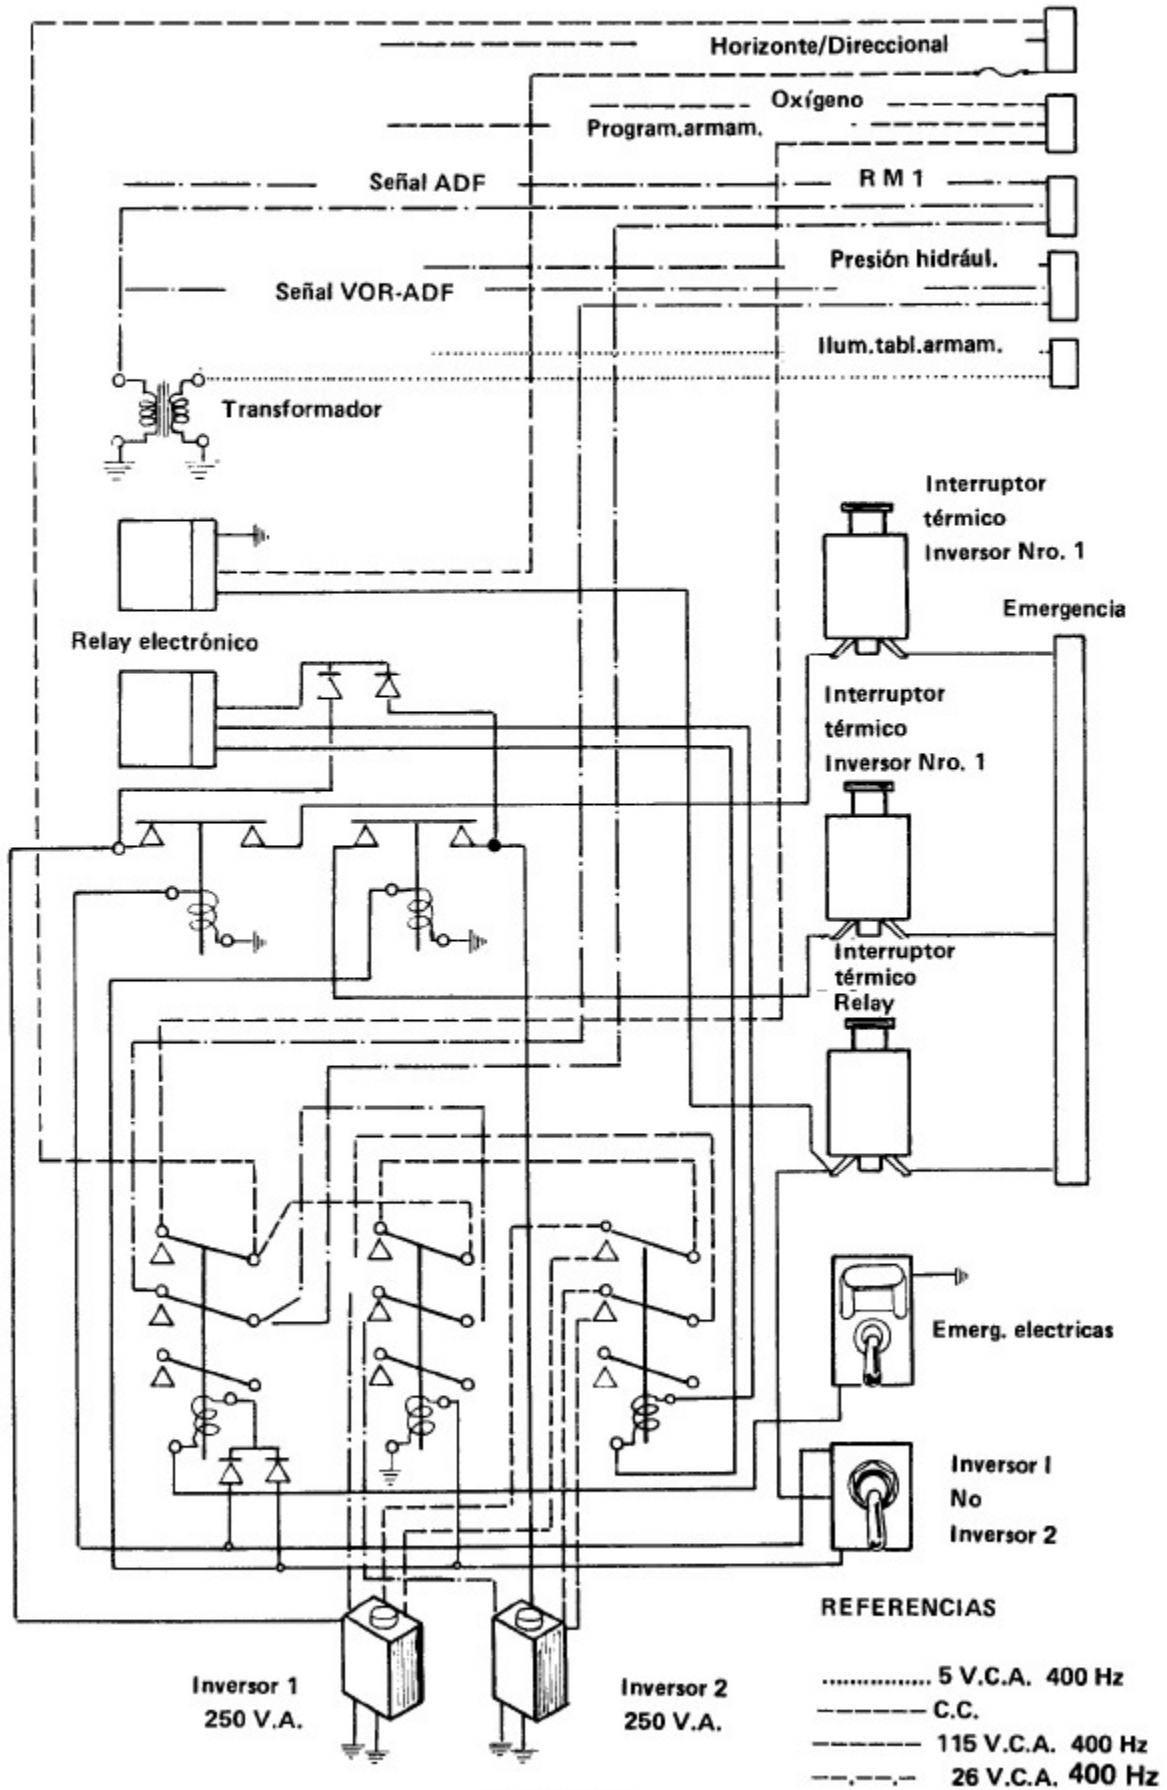 Horizonte/Direccional
Oxígeno
Program.armam.
Señal ADF
R M 1
Presión hidrául.
Señal VOR-ADF
Ilum.tabl.armam.
Transformador
Interruptor
térmico
Inversor Nro. 1
Emergencia
Relay electrónico
Interruptor
térmico
Inversor Nro. 1
Interruptor
térmico
Relay
Emerg. electricas
Inversor I
No
Inversor 2
REFERENCIAS
Inversor 1
250 V.A.
Inversor 2
250 V.A.
5 V.C.A. 400 Hz
C.C.
115 V.C.A. 400 Hz
26 V.C.A. 400 Hz